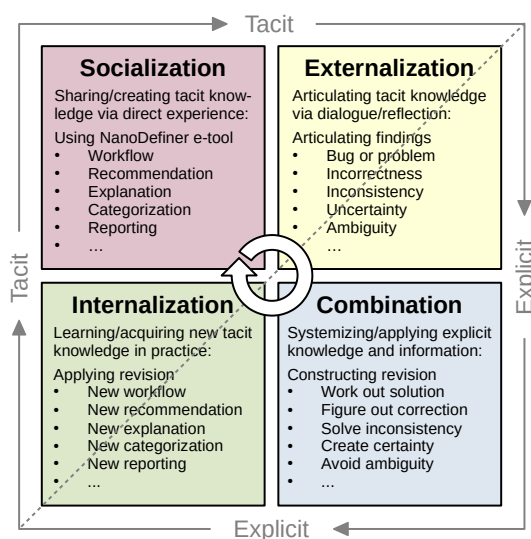 Tacit
Socialization
Sharing/creating tacit know-
ledge via direct experience:
Using NanoDefiner e-tool
• Workflow
• Recommendation
• Explanation
• Categorization
• Reporting
• …
Externalization
Articulating tacit knowledge
via dialogue/reflection:
Articulating findings
• Bug or problem
• Incorrectness
• Inconsistency
• Uncertainty
• Ambiguity
• …
Tacit
Explicit
Internalization
Learning/acquiring new tacit
knowledge in practice:
Applying revision
• New workflow
• New recommendation
• New explanation
• New categorization
• New reporting
• ...
Combination
Systemizing/applying explicit
knowledge and information:
Constructing revision
• Work out solution
• Figure out correction
• Solve inconsistency
• Create certainty
• Avoid ambiguity
• ...
Explicit